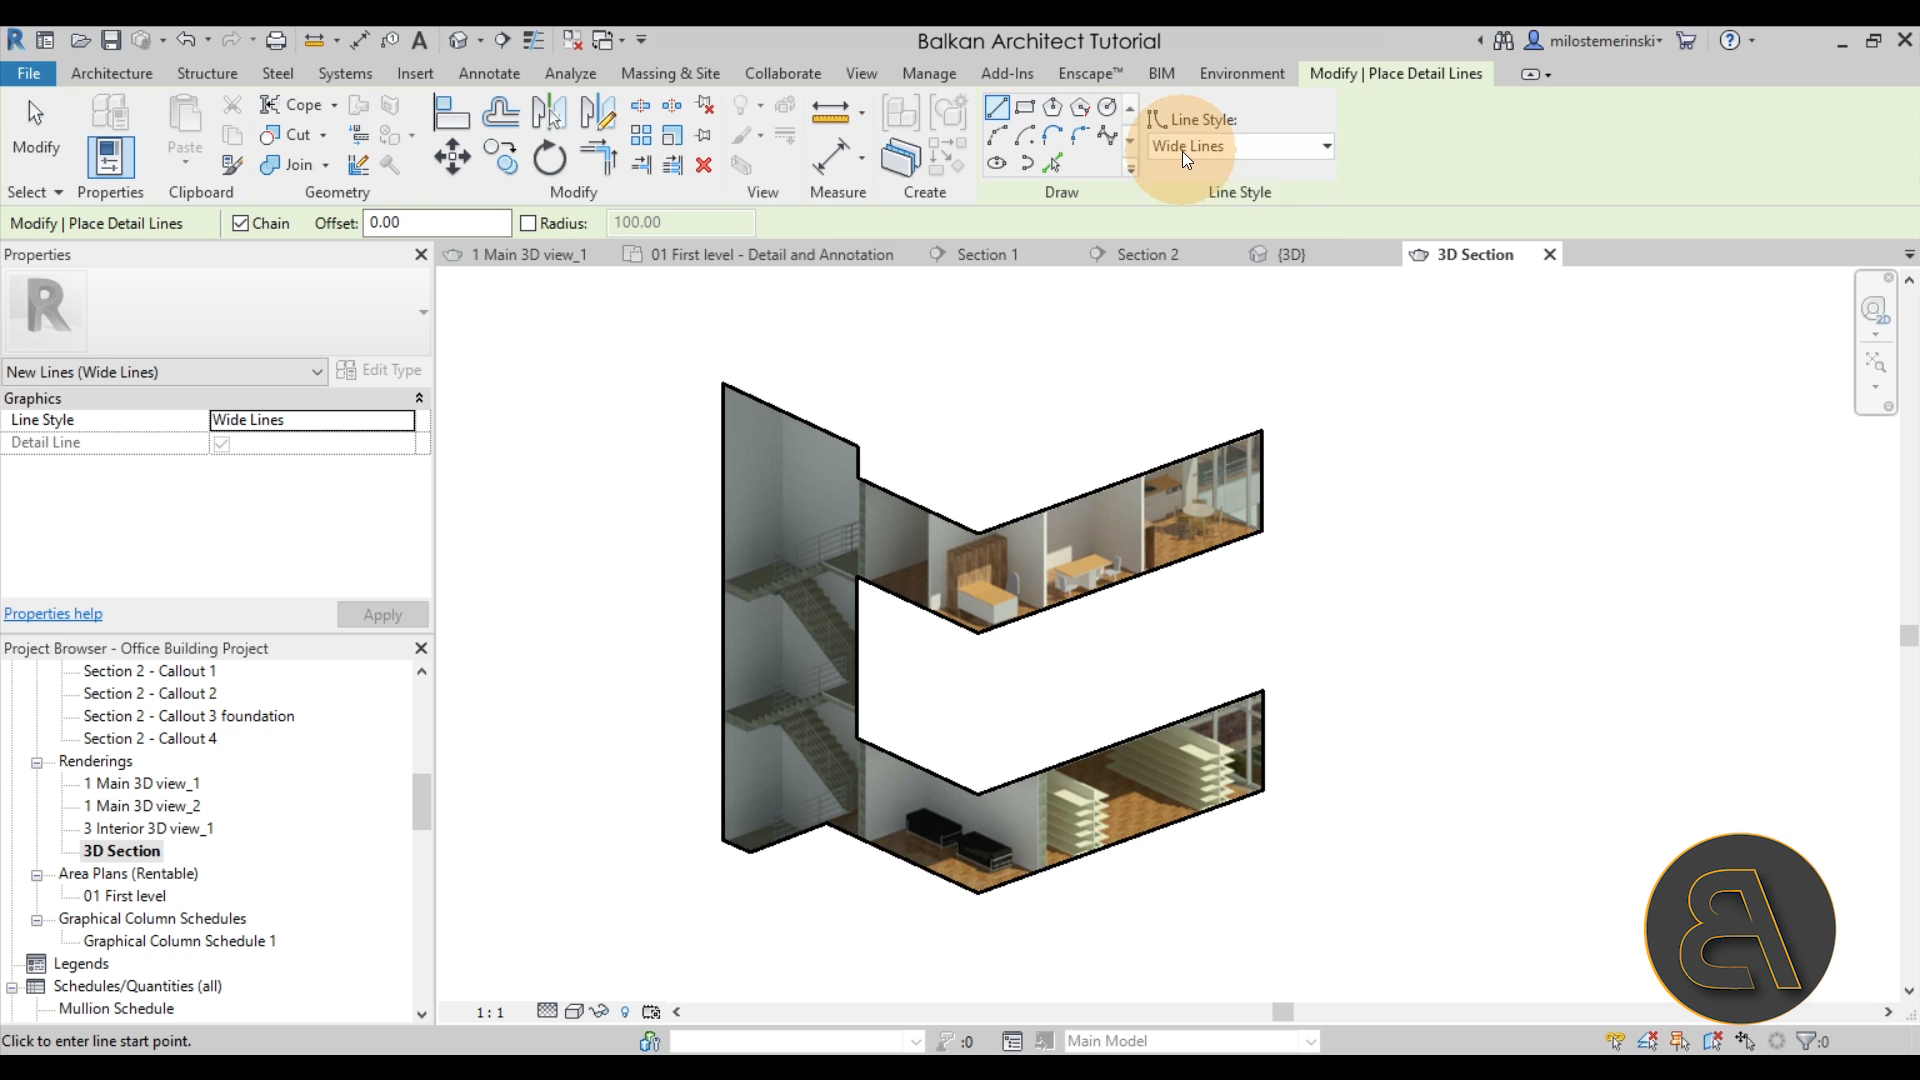 Balkan Architect Tutorial
milostemerinski
File Architecture Structure Steel Systems Insert Annotate Analyze Massing & Site Collaborate View Manage Add-Ins Enscape™ BIM Environment Modify | Place Detail Lines
Modify
Paste
Cope
Cut
Join
Line Style:
Wide Lines
Select Properties Clipboard Geometry Modify View Measure Create Draw Line Style
Modify | Place Detail Lines Chain Offset: 0.00 Radius: 100.00
Properties
1 Main 3D view_1 01 First level - Detail and Annotation Section 1 Section 2 {3D} 3D Section
R
2D
New Lines (Wide Lines) Edit Type
Graphics
Line Style Wide Lines
Detail Line
Properties help Apply
Project Browser - Office Building Project
Section 2 - Callout 1
Section 2 - Callout 2
Section 2 - Callout 3 foundation
Section 2 - Callout 4
Renderings
1 Main 3D view_1
1 Main 3D view_2
3 Interior 3D view_1
3D Section
Area Plans (Rentable)
01 First level
Graphical Column Schedules
Graphical Column Schedule 1
Legends
Schedules/Quantities (all)
Mullion Schedule
1 : 1
Click to enter line start point. :0 Main Model :0